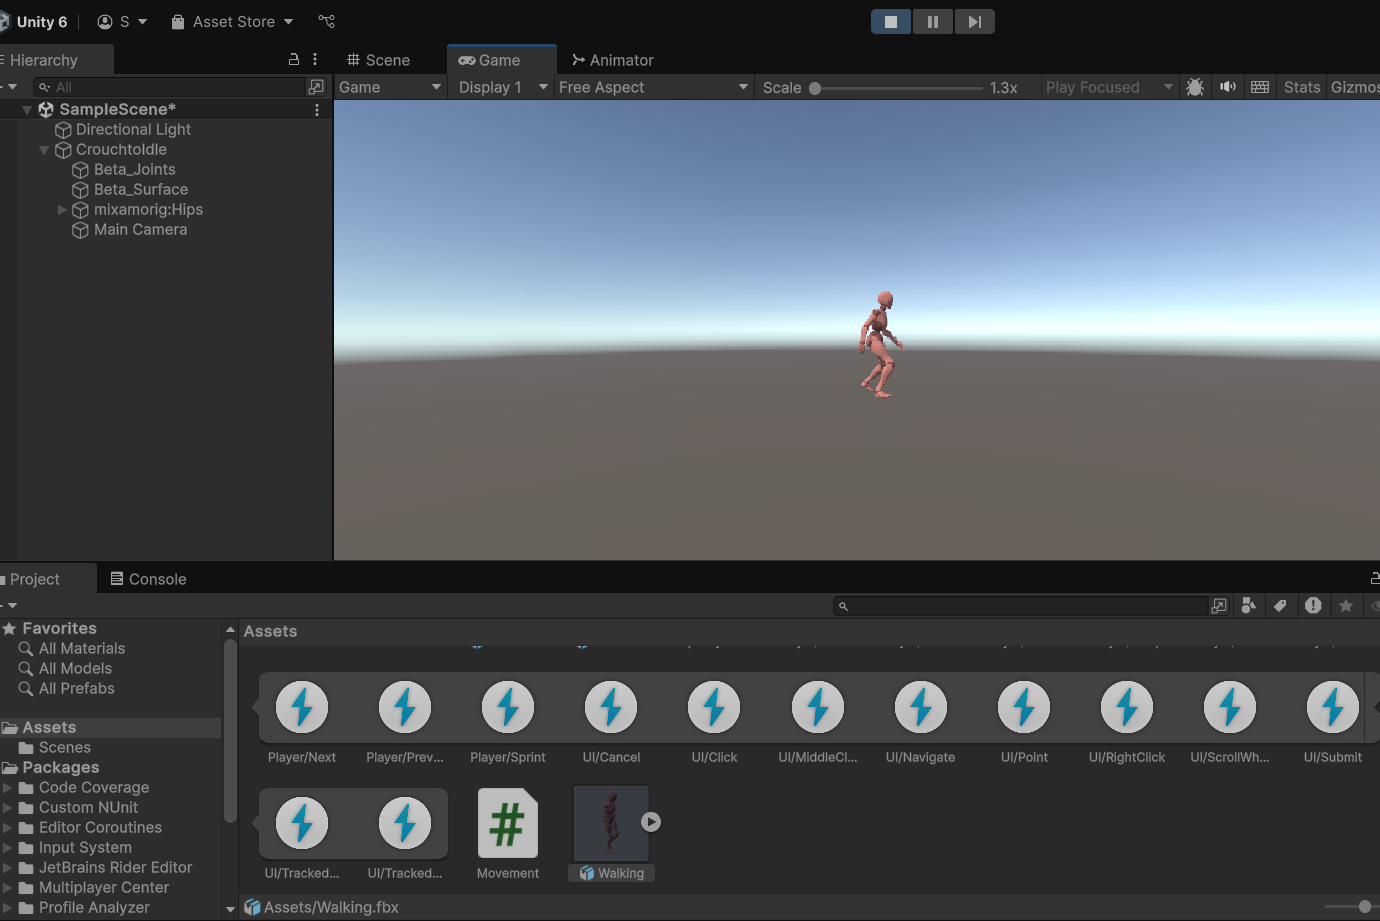 Unity 6
S
Asset Store
Hierarchy
Scene
Game
Animator
All
Game
Display 1
Free Aspect
Scale
1.3x
Play Focused
Stats
Gizmos
SampleScene*
Directional Light
CrouchtoIdle
Beta_Joints
Beta_Surface
mixamorig:Hips
Main Camera
Project
Console
Favorites
All Materials
All Models
All Prefabs
Assets
Scenes
Packages
Code Coverage
Custom NUnit
Editor Coroutines
Input System
JetBrains Rider Editor
Multiplayer Center
Profile Analyzer
Assets
Player/Next
Player/Prev...
Player/Sprint
UI/Cancel
UI/Click
UI/MiddleCl...
UI/Navigate
UI/Point
UI/RightClick
UI/ScrollWh...
UI/Submit
UI/Tracked...
UI/Tracked...
Movement
Walking
Assets/Walking.fbx